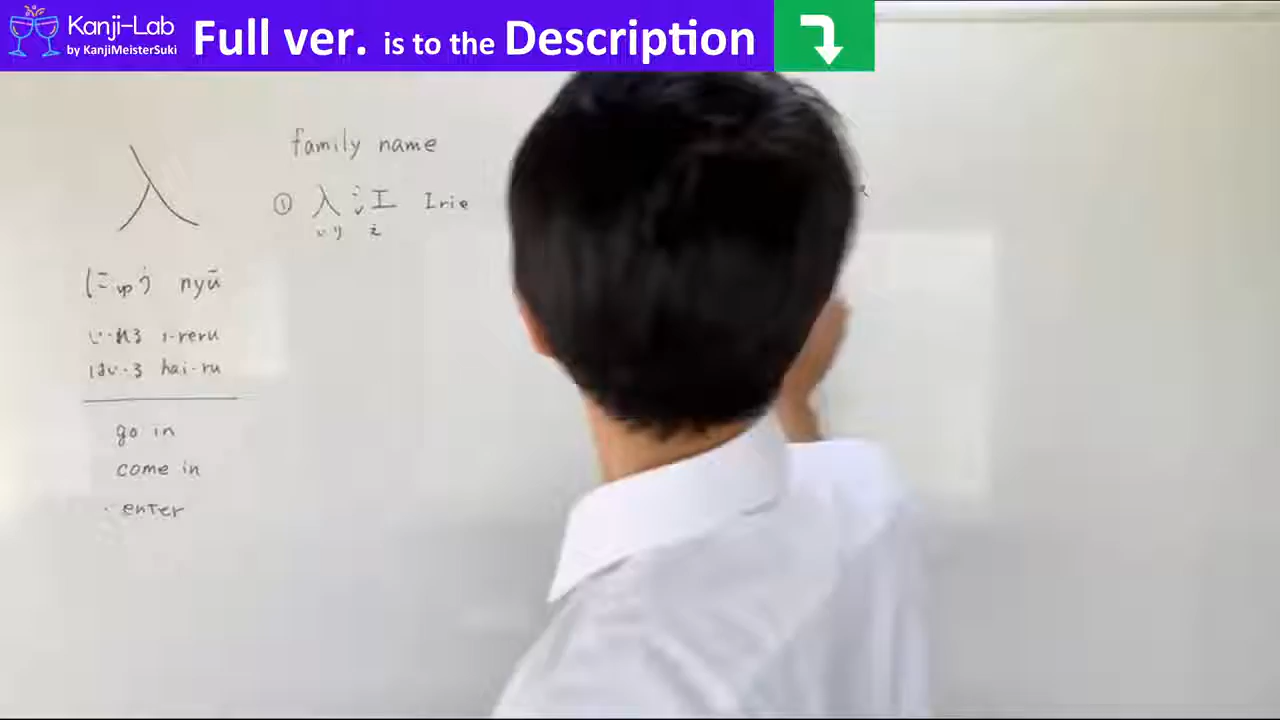 Kanji-Lab
by KanjiMeisterSuki
Full ver. is to the Description
入
にゅう nyū
い・れる i-reru
はい・る hai-ru
go in
come in
・enter
family name
① 入江 Irie
いり え